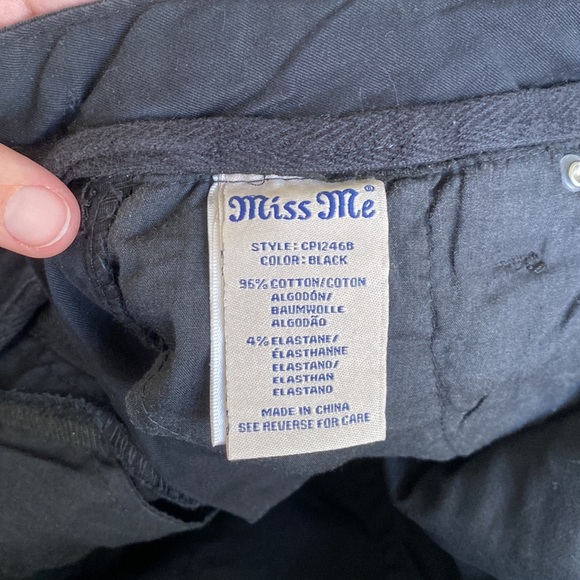 Miss Me®
STYLE: CP1246B
COLOR: BLACK
96% COTTON/COTON
ALGODÓN/
BAUMWOLLE
ALGODÃO
4% ELASTANE/
ÉLASTHANNE
ELASTANO/
ELASTHAN
ELASTANO
MADE IN CHINA
SEE REVERSE FOR CARE